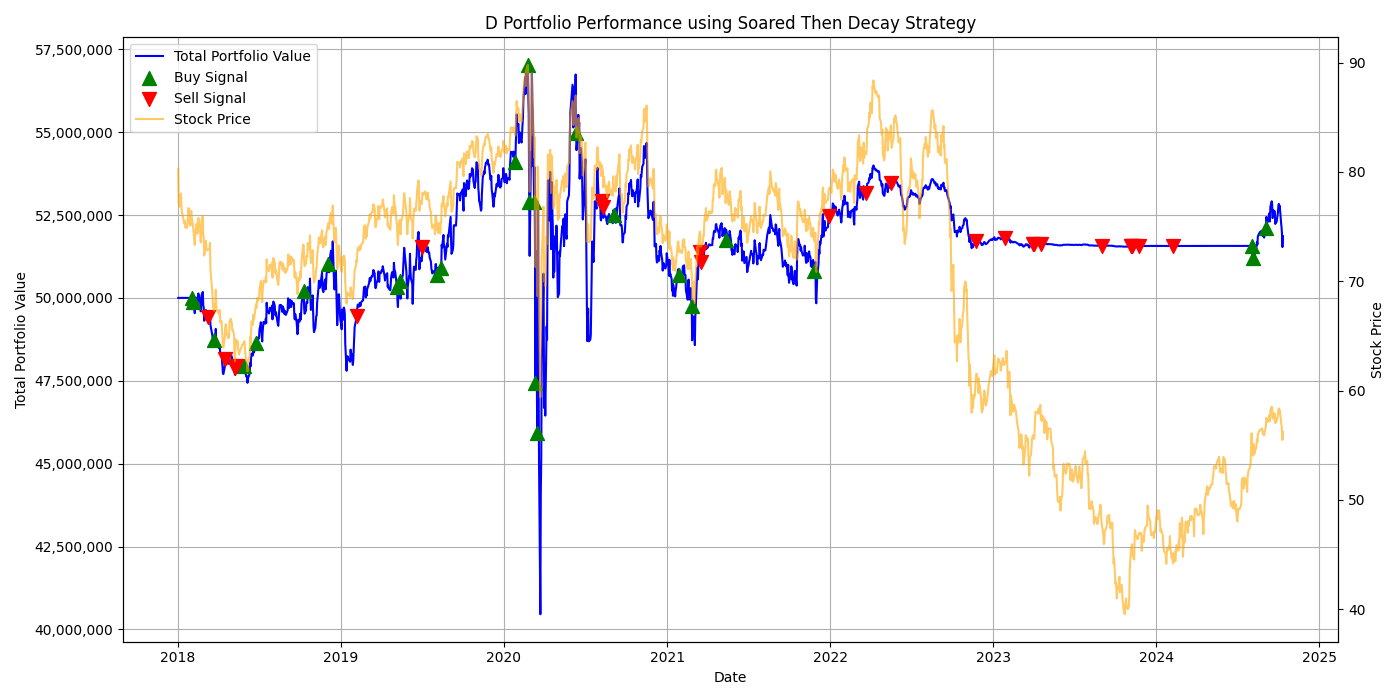 D Portfolio Performance using Soared Then Decay Strategy
Total Portfolio Value
Buy Signal
Sell Signal
Stock Price
57,500,000
55,000,000
52,500,000
50,000,000
47,500,000
45,000,000
42,500,000
40,000,000
Total Portfolio Value
90
80
70
60
50
40
Stock Price
2018 2019 2020 2021 2022 2023 2024 2025
Date